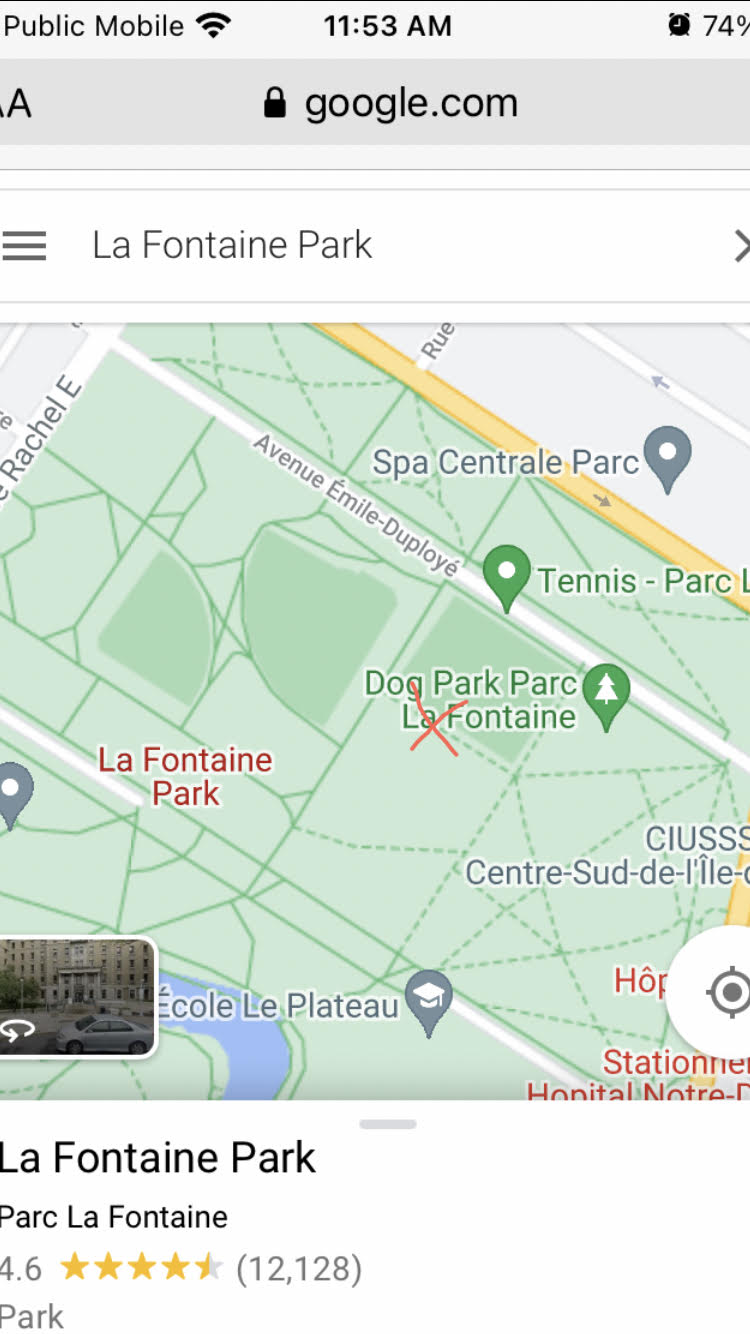 Public Mobile 11:53 AM 74%
AA google.com
La Fontaine Park
Rue
Rachel E
Avenue Émile-Duployé
Spa Centrale Parc
Tennis - Parc L
Dog Park Parc
La Fontaine
La Fontaine
Park
CIUSSS
Centre-Sud-de-l'Île-
École Le Plateau
Hôp
Stationne
Hopital Notre-D
La Fontaine Park
Parc La Fontaine
4.6 (12,128)
Park